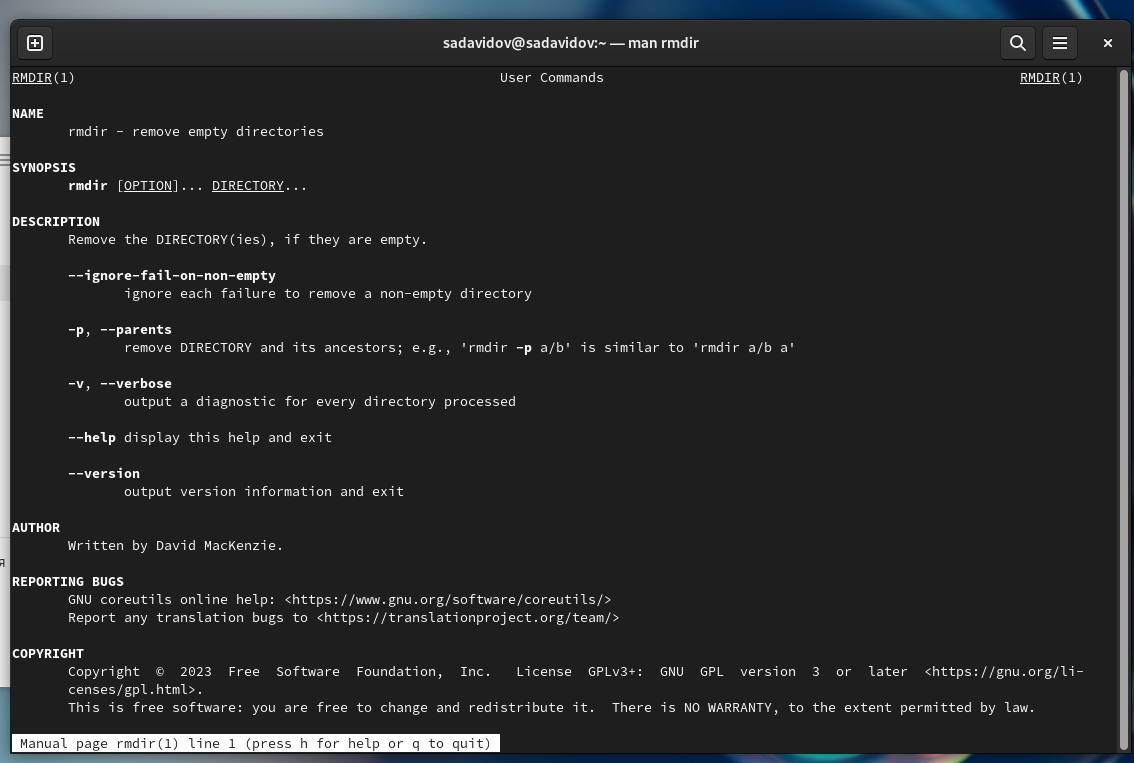 sadavidov@sadavidov:~ — man rmdir
RMDIR(1) User Commands RMDIR(1)
NAME
rmdir - remove empty directories
SYNOPSIS
rmdir [OPTION]... DIRECTORY...
DESCRIPTION
Remove the DIRECTORY(ies), if they are empty.
--ignore-fail-on-non-empty
ignore each failure to remove a non-empty directory
-p, --parents
remove DIRECTORY and its ancestors; e.g., 'rmdir -p a/b' is similar to 'rmdir a/b a'
-v, --verbose
output a diagnostic for every directory processed
--help display this help and exit
--version
output version information and exit
AUTHOR
Written by David MacKenzie.
REPORTING BUGS
GNU coreutils online help: <https://www.gnu.org/software/coreutils/>
Report any translation bugs to <https://translationproject.org/team/>
COPYRIGHT
Copyright © 2023 Free Software Foundation, Inc. License GPLv3+: GNU GPL version 3 or later <https://gnu.org/li-
censes/gpl.html>.
This is free software: you are free to change and redistribute it. There is NO WARRANTY, to the extent permitted by law.
Manual page rmdir(1) line 1 (press h for help or q to quit)
я